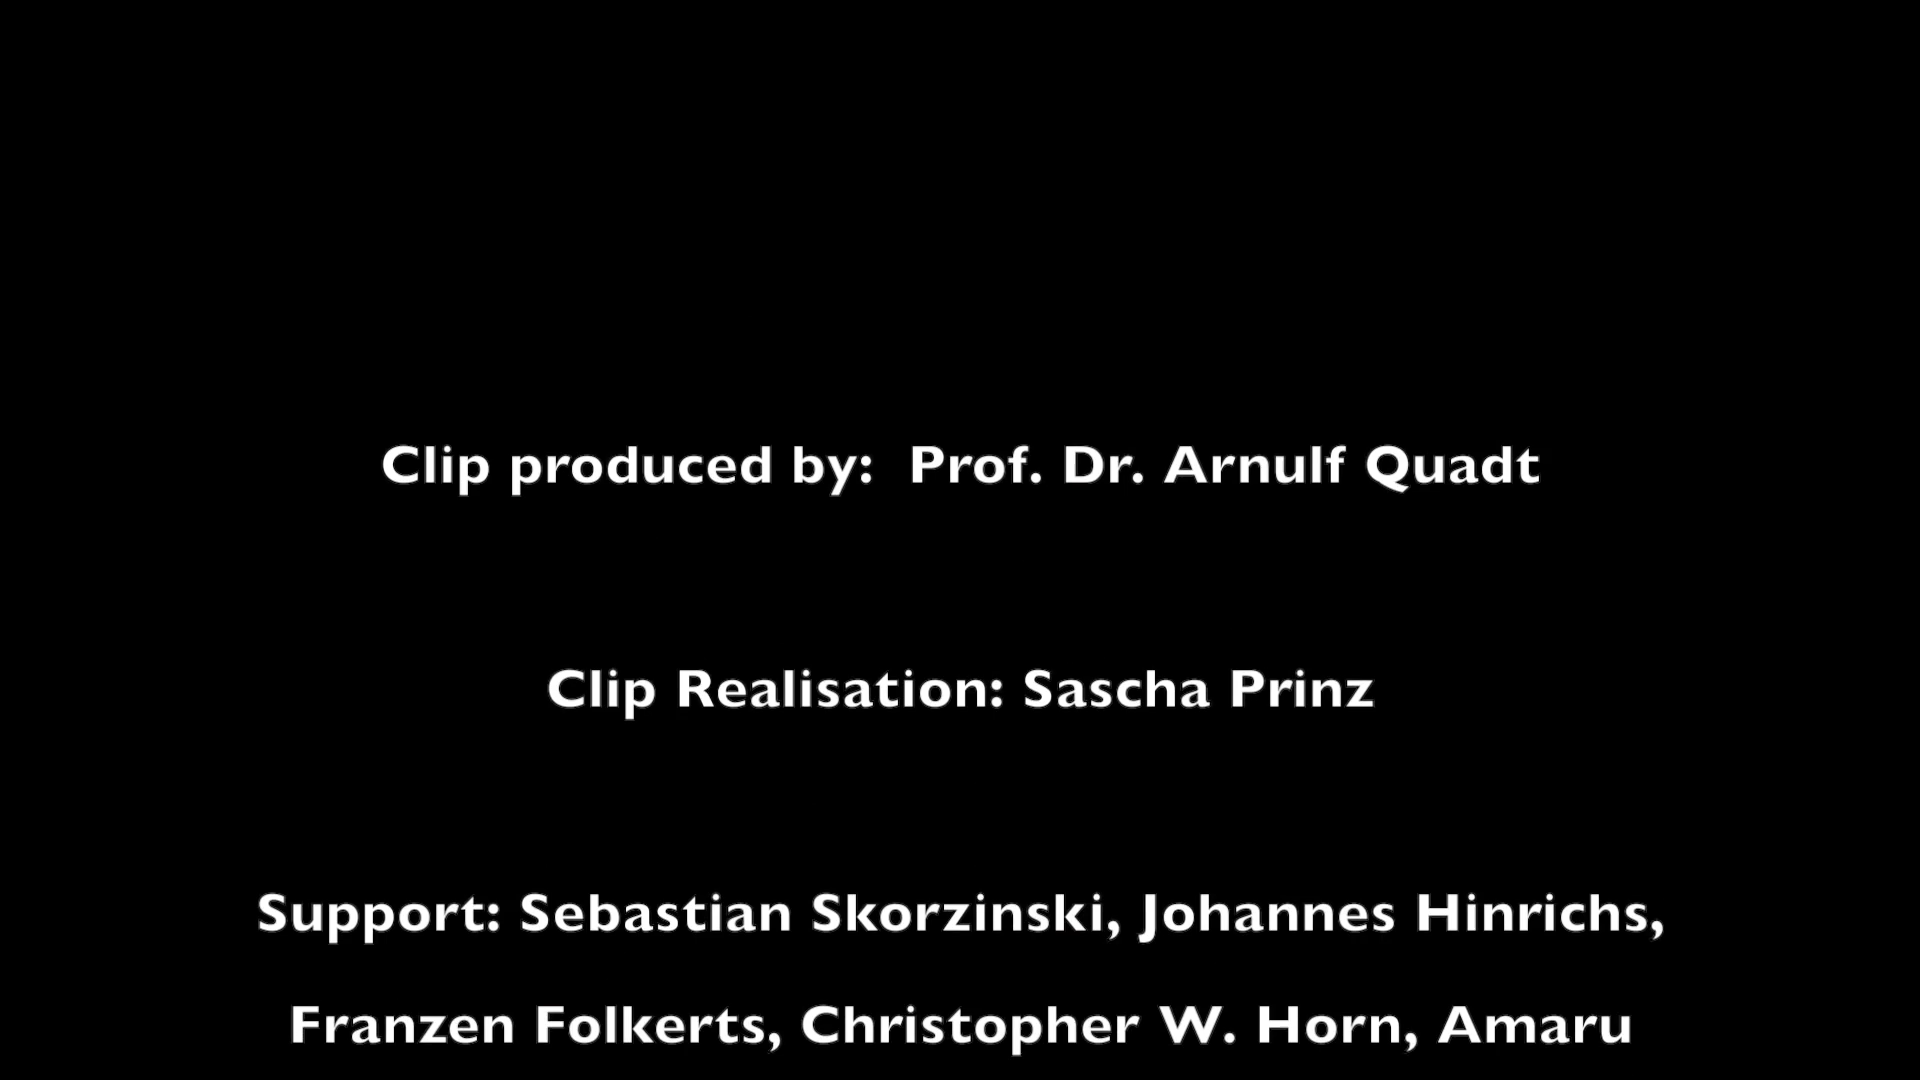 Clip produced by:  Prof. Dr. Arnulf Quadt
Clip Realisation: Sascha Prinz
Support: Sebastian Skorzinski, Johannes Hinrichs,
Franzen Folkerts, Christopher W. Horn, Amaru